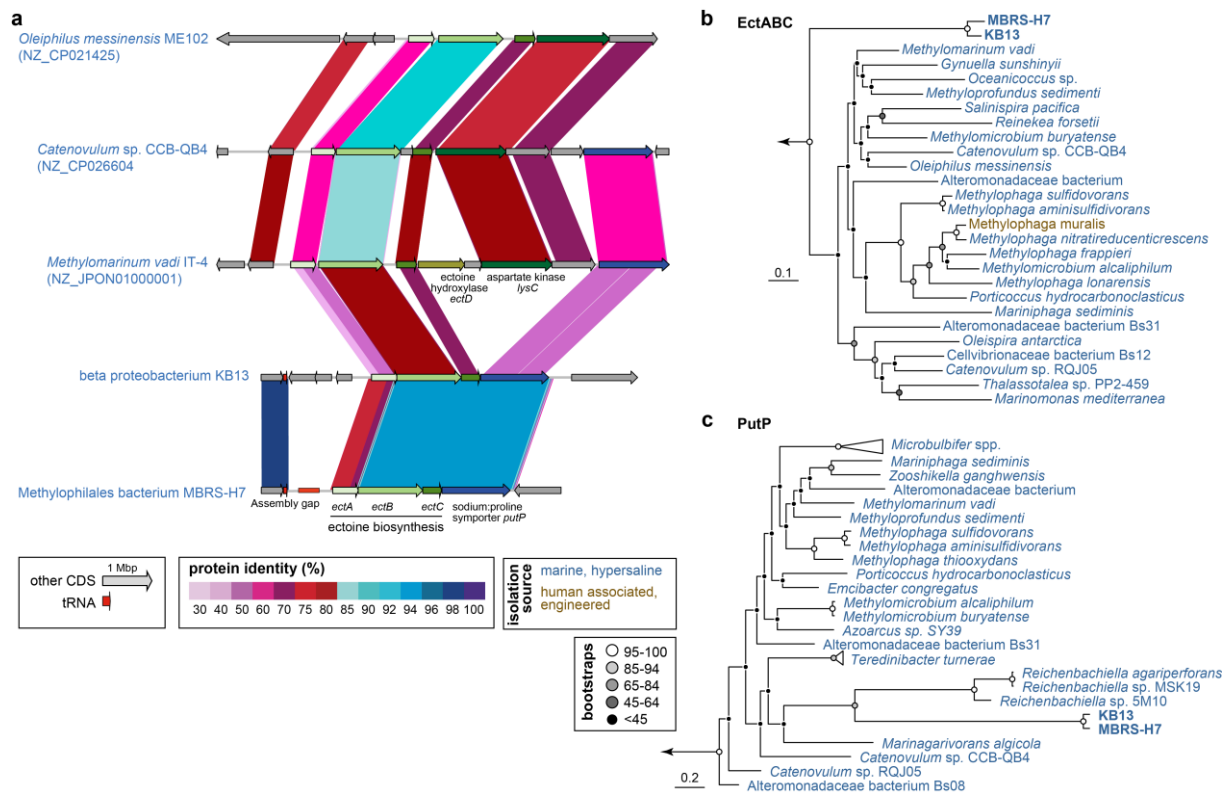 a
Oleiphilus messinensis ME102
(NZ_CP021425)
Catenovulum sp. CCB-QB4
(NZ_CP026604
Methylomarinum vadi IT-4
(NZ_JPON01000001)
ectoine
hydroxylase
ectD
aspartate kinase
lysC
beta proteobacterium KB13
Methylophilales bacterium MBRS-H7
Assembly gap
ectA
ectB
ectC
ectoine biosynthesis
sodium:proline
symporter putP
1 Mbp
other CDS
tRNA
protein identity (%)
30 40 50 60 70 75 80 85 90 92 94 96 98 100
isolation
source
marine, hypersaline
human associated,
engineered
bootstraps
95-100
85-94
65-84
45-64
<45
b
EctABC
MBRS-H7
KB13
Methylomarinum vadi
Gynuella sunshinyii
Oceanicoccus sp.
Methyloprofundus sedimenti
Salinispira pacifica
Reinekea forsetii
Methylomicrobium buryatense
Catenovulum sp. CCB-QB4
Oleiphilus messinensis
Alteromonadaceae bacterium
Methylophaga sulfidovorans
Methylophaga aminisulfidivorans
Methylophaga muralis
Methylophaga nitratireducenticrescens
Methylophaga frappieri
Methylomicrobium alcaliphilum
Methylophaga lonarensis
Porticoccus hydrocarbonoclasticus
Mariniphaga sediminis
Alteromonadaceae bacterium Bs31
Oleispira antarctica
Cellvibrionaceae bacterium Bs12
Catenovulum sp. RQJ05
Thalassotalea sp. PP2-459
Marinomonas mediterranea
0.1
c
PutP
Microbulbifer spp.
Mariniphaga sediminis
Zooshikella ganghwensis
Alteromonadaceae bacterium
Methylomarinum vadi
Methyloprofundus sedimenti
Methylophaga sulfidovorans
Methylophaga aminisulfidivorans
Methylophaga thiooxydans
Porticoccus hydrocarbonoclasticus
Emcibacter congregatus
Methylomicrobium alcaliphilum
Methylomicrobium buryatense
Azoarcus sp. SY39
Alteromonadaceae bacterium Bs31
Teredinibacter turnerae
Reichenbachiella agariperforans
Reichenbachiella sp. MSK19
Reichenbachiella sp. 5M10
KB13
MBRS-H7
Marinagarivorans algicola
Catenovulum sp. CCB-QB4
Catenovulum sp. RQJ05
Alteromonadaceae bacterium Bs08
0.2